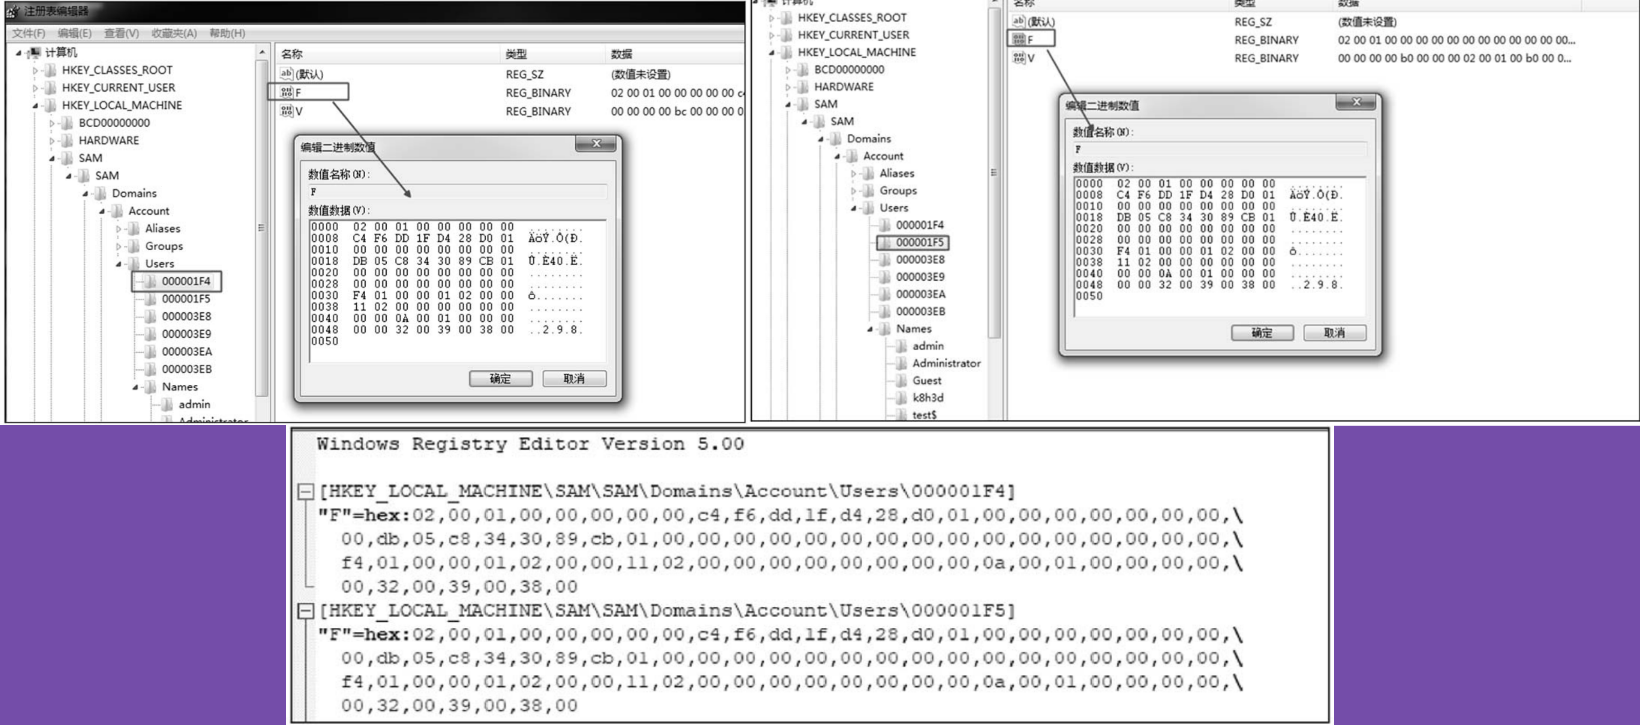 注册表编辑器
文件(F) 编辑(E) 查看(V) 收藏夹(A) 帮助(H)
计算机
HKEY_CLASSES_ROOT
HKEY_CURRENT_USER
HKEY_LOCAL_MACHINE
BCD00000000
HARDWARE
SAM
SAM
Domains
Account
Aliases
Groups
Users
000001F4
000001F5
000003E8
000003E9
000003EA
000003EB
Names
admin
Administrator
名称 类型 数据
ab (默认) REG_SZ (数值未设置)
F REG_BINARY 02 00 01 00 00 00 00 00 c4
V REG_BINARY 00 00 00 00 bc 00 00 00 0
编辑二进制数值
数值名称(N):
F
数值数据(V):
0000 02 00 01 00 00 00 00 00 ........
0008 C4 F6 DD 1F D4 28 D0 01 ÄöÝ.Ô(Ð.
0010 00 00 00 00 00 00 00 00 ........
0018 DB 05 C8 34 30 89 CB 01 Û.È40.Ë.
0020 00 00 00 00 00 00 00 00 ........
0028 00 00 00 00 00 00 00 00 ........
0030 F4 01 00 00 01 02 00 00 ô.......
0038 11 02 00 00 00 00 00 00 ........
0040 00 00 0A 00 01 00 00 00 ........
0048 00 00 32 00 39 00 38 00 ..2.9.8.
0050
确定 取消
计算机
HKEY_CLASSES_ROOT
HKEY_CURRENT_USER
HKEY_LOCAL_MACHINE
BCD00000000
HARDWARE
SAM
SAM
Domains
Account
Aliases
Groups
Users
000001F4
000001F5
000003E8
000003E9
000003EA
000003EB
Names
admin
Administrator
Guest
k8h3d
test$
名称 类型 数据
ab (默认) REG_SZ (数值未设置)
F REG_BINARY 02 00 01 00 00 00 00 00 00 00 00 00 00 00 00...
V REG_BINARY 00 00 00 00 b0 00 00 00 02 00 01 00 b0 00 0...
编辑二进制数值
数值名称(N):
F
数值数据(V):
0000 02 00 01 00 00 00 00 00 ........
0008 C4 F6 DD 1F D4 28 D0 01 ÄöÝ.Ô(Ð.
0010 00 00 00 00 00 00 00 00 ........
0018 DB 05 C8 34 30 89 CB 01 Û.È40.Ë.
0020 00 00 00 00 00 00 00 00 ........
0028 00 00 00 00 00 00 00 00 ........
0030 F4 01 00 00 01 02 00 00 ô.......
0038 11 02 00 00 00 00 00 00 ........
0040 00 00 0A 00 01 00 00 00 ........
0048 00 00 32 00 39 00 38 00 ..2.9.8.
0050
确定 取消
Windows Registry Editor Version 5.00
[HKEY_LOCAL_MACHINE\SAM\SAM\Domains\Account\Users\000001F4]
"F"=hex:02,00,01,00,00,00,00,00,c4,f6,dd,1f,d4,28,d0,01,00,00,00,00,00,00,00,\
00,db,05,c8,34,30,89,cb,01,00,00,00,00,00,00,00,00,00,00,00,00,00,00,00,00,\
f4,01,00,00,01,02,00,00,11,02,00,00,00,00,00,00,00,00,0a,00,01,00,00,00,00,\
00,32,00,39,00,38,00
[HKEY_LOCAL_MACHINE\SAM\SAM\Domains\Account\Users\000001F5]
"F"=hex:02,00,01,00,00,00,00,00,c4,f6,dd,1f,d4,28,d0,01,00,00,00,00,00,00,00,\
00,db,05,c8,34,30,89,cb,01,00,00,00,00,00,00,00,00,00,00,00,00,00,00,00,00,\
f4,01,00,00,01,02,00,00,11,02,00,00,00,00,00,00,00,00,0a,00,01,00,00,00,00,\
00,32,00,39,00,38,00